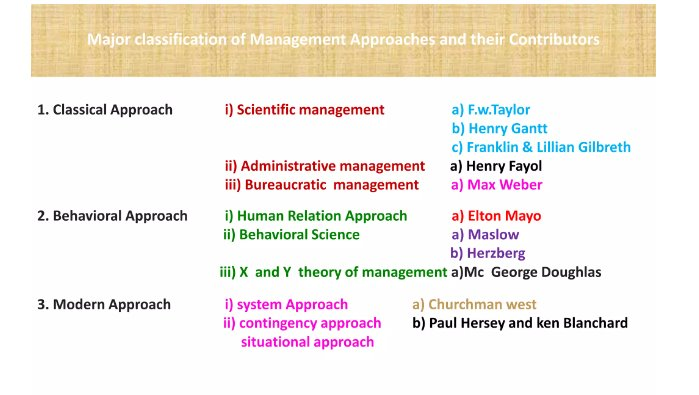 Major classification of Management Approaches and their Contributors
1. Classical Approach i) Scientific management a) F.w.Taylor
b) Henry Gantt
c) Franklin & Lillian Gilbreth
ii) Administrative management a) Henry Fayol
iii) Bureaucratic management a) Max Weber
2. Behavioral Approach i) Human Relation Approach a) Elton Mayo
ii) Behavioral Science a) Maslow
b) Herzberg
iii) X and Y theory of management a)Mc George Doughlas
3. Modern Approach i) system Approach a) Churchman west
ii) contingency approach b) Paul Hersey and ken Blanchard
situational approach